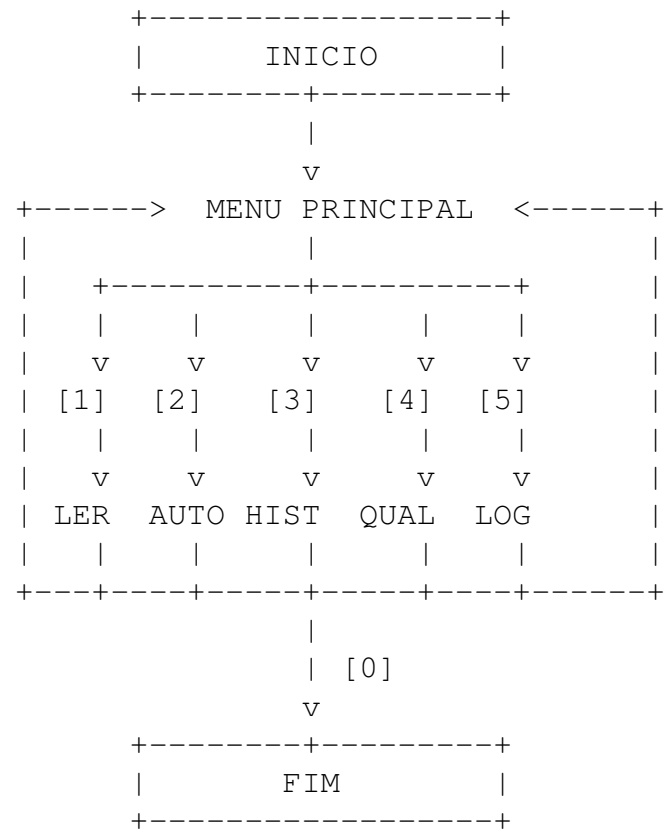 INICIO
MENU PRINCIPAL
[1] [2] [3] [4] [5]
LER AUTO HIST QUAL LOG
[0]
FIM